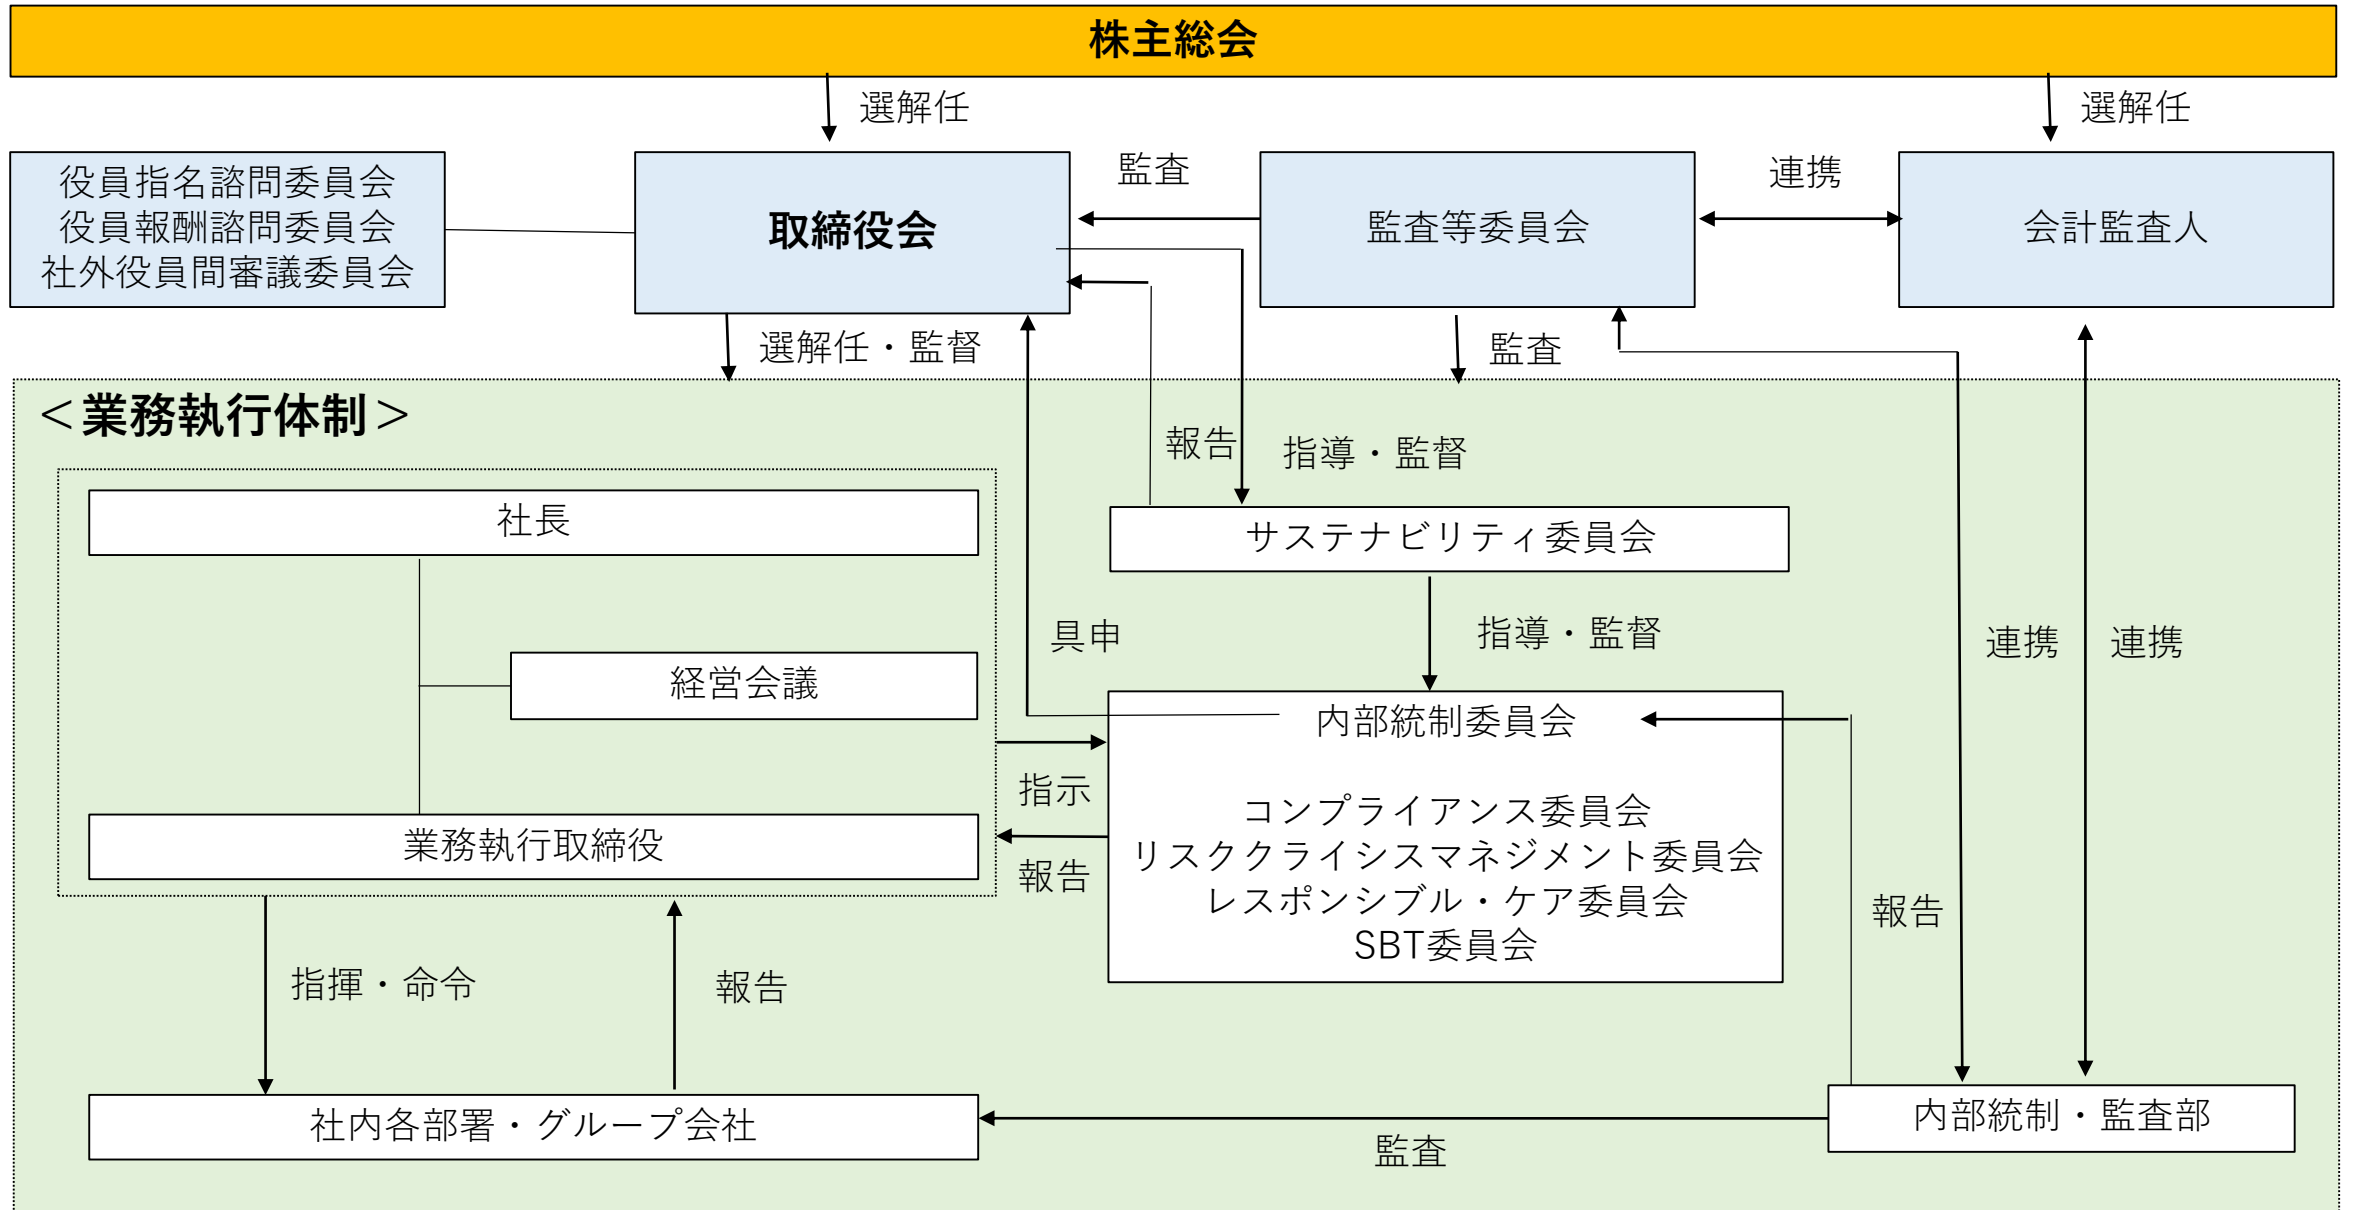 株主総会
選解任
選解任
役員指名諮問委員会
役員報酬諮問委員会
社外役員間審議委員会
取締役会
監査
監査等委員会
連携
会計監査人
選解任・監督
監査
＜業務執行体制＞
報告
指導・監督
社長
サステナビリティ委員会
具申
指導・監督
連携
連携
経営会議
内部統制委員会
指示
コンプライアンス委員会
リスククライシスマネジメント委員会
レスポンシブル・ケア委員会
SBT委員会
業務執行取締役
報告
報告
指揮・命令
報告
社内各部署・グループ会社
内部統制・監査部
監査